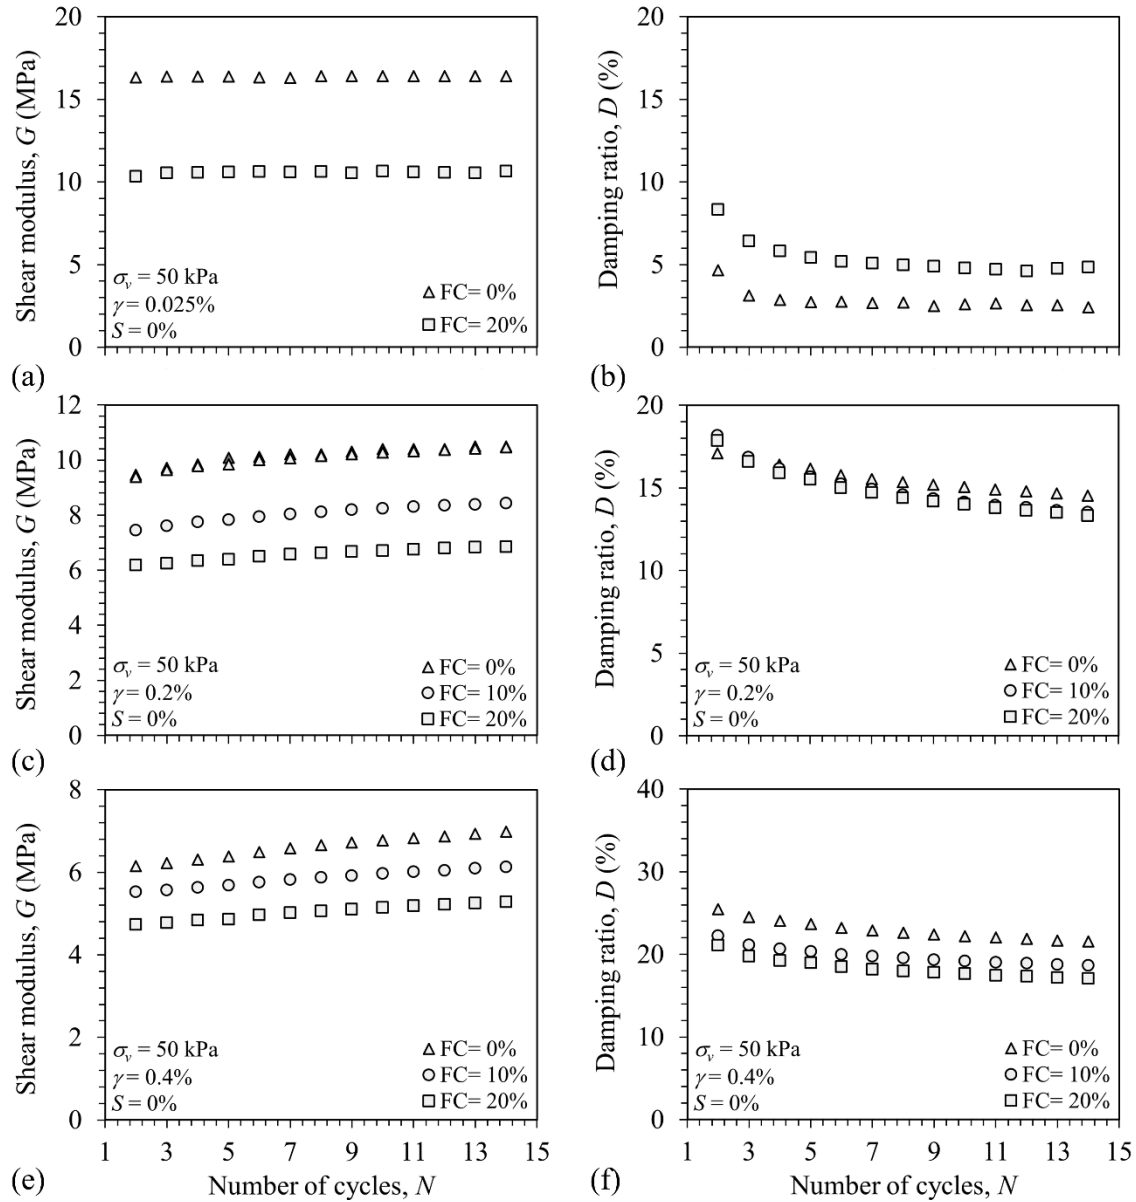 20
15
10
5
0
Shear modulus, G (MPa)
σv = 50 kPa
γ = 0.025%
S = 0%
FC= 0%
FC= 20%
(a)
20
15
10
5
0
Damping ratio, D (%)
(b)
12
10
8
6
4
2
0
Shear modulus, G (MPa)
σv = 50 kPa
γ = 0.2%
S = 0%
FC= 0%
FC= 10%
FC= 20%
(c)
20
15
10
5
0
Damping ratio, D (%)
σv = 50 kPa
γ = 0.2%
S = 0%
FC= 0%
FC= 10%
FC= 20%
(d)
8
6
4
2
0
Shear modulus, G (MPa)
σv = 50 kPa
γ = 0.4%
S = 0%
FC= 0%
FC= 10%
FC= 20%
1 3 5 7 9 11 13 15
(e)
Number of cycles, N
40
30
20
10
0
Damping ratio, D (%)
σv = 50 kPa
γ = 0.4%
S = 0%
FC= 0%
FC= 10%
FC= 20%
1 3 5 7 9 11 13 15
(f)
Number of cycles, N